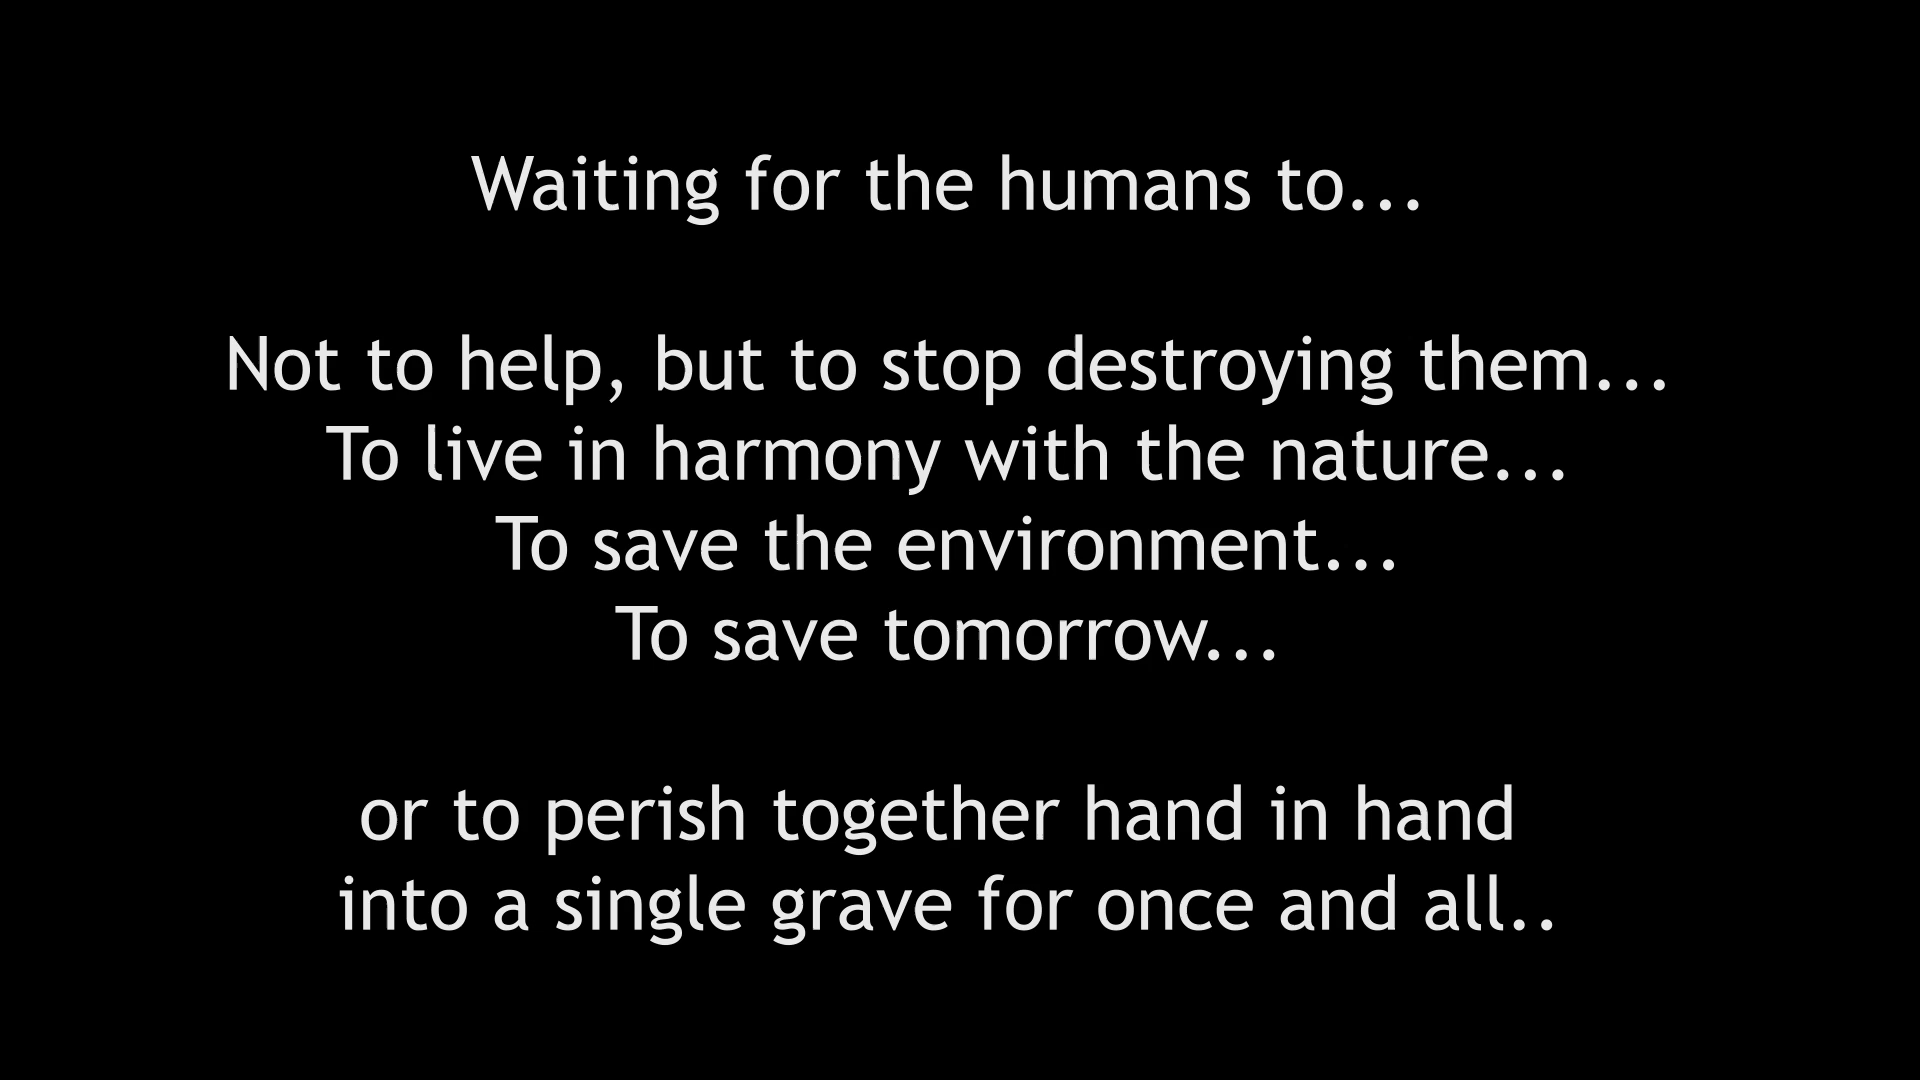 Waiting for the humans to...
Not to help, but to stop destroying them...
To live in harmony with the nature...
To save the environment...
To save tomorrow...
or to perish together hand in hand
into a single grave for once and all..